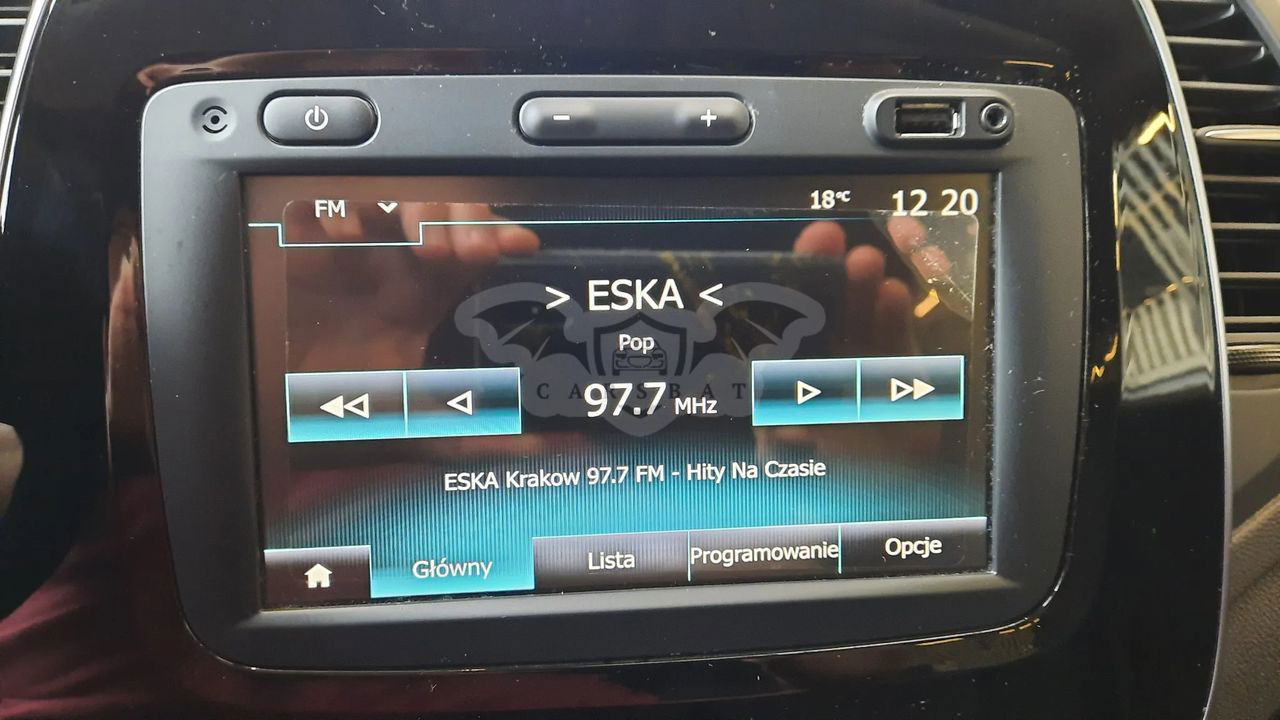 FM
18°C 12 20
> ESKA <
Pop
CARSBAT
97.7 MHz
ESKA Krakow 97.7 FM - Hity Na Czasie
Główny Lista Programowanie Opcje